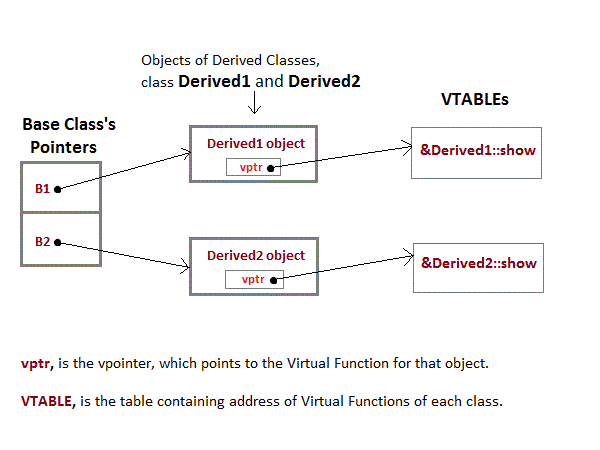 Objects of Derived Classes,
class Derived1 and Derived2
VTABLEs
Base Class's
Pointers
Derived1 object
vptr
&Derived1::show
B1
B2
Derived2 object
vptr
&Derived2::show
vptr, is the vpointer, which points to the Virtual Function for that object.
VTABLE, is the table containing address of Virtual Functions of each class.